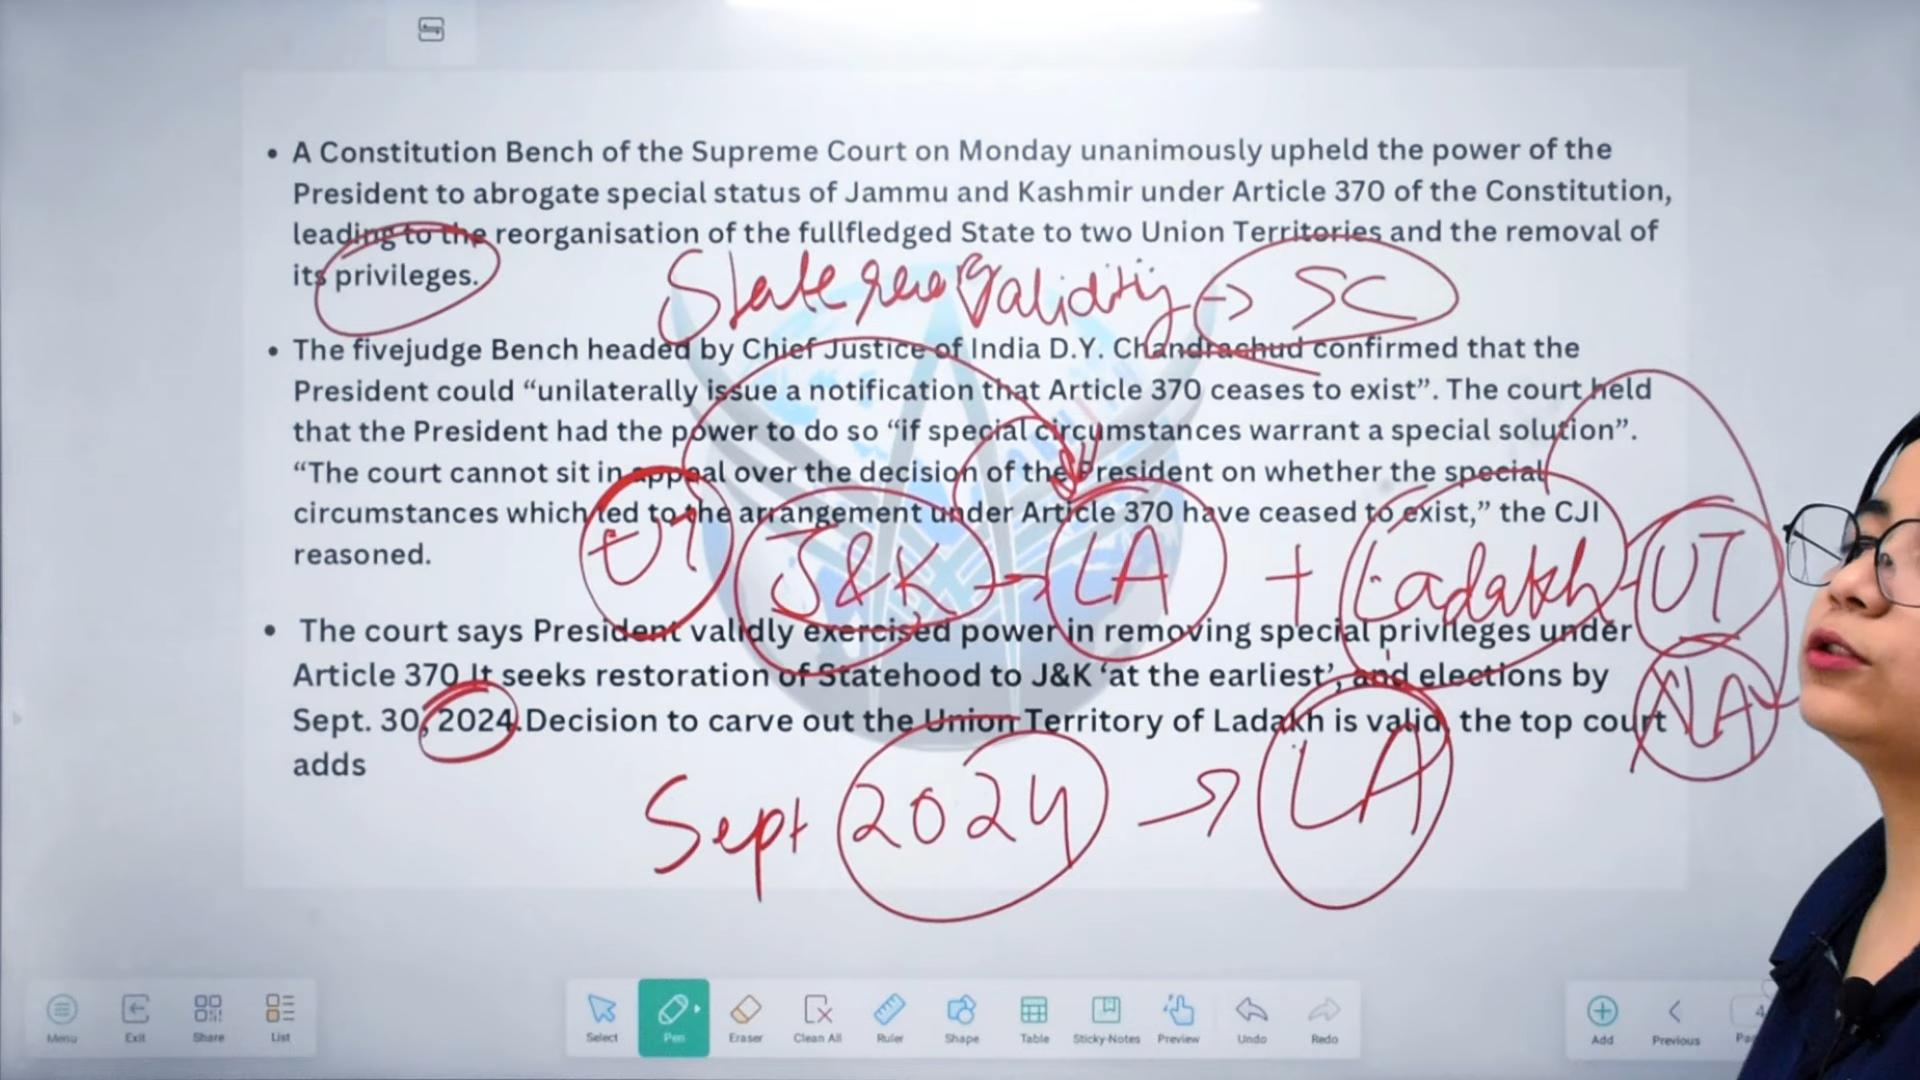 • A Constitution Bench of the Supreme Court on Monday unanimously upheld the power of the
President to abrogate special status of Jammu and Kashmir under Article 370 of the Constitution,
leading to the reorganisation of the fullfledged State to two Union Territories and the removal of
its privileges.
State Validity → SC
• The fivejudge Bench headed by Chief Justice of India D.Y. Chandrachud confirmed that the
President could “unilaterally issue a notification that Article 370 ceases to exist”. The court held
that the President had the power to do so “if special circumstances warrant a special solution”.
“The court cannot sit in appeal over the decision of the President on whether the special
circumstances which led to the arrangement under Article 370 have ceased to exist,” the CJI
reasoned.
UT J&K → LA + Ladakh - UT
• The court says President validly exercised power in removing special privileges under
Article 370 It seeks restoration of Statehood to J&K ‘at the earliest’, and elections by
Sept. 30, 2024.Decision to carve out the Union Territory of Ladakh is valid, the top court
adds
Sept 2024 → LA
Menu Exit Share List Select Pen Eraser Clean All Ruler Shape Table Sticky-Notes Preview Undo Redo Add Previous